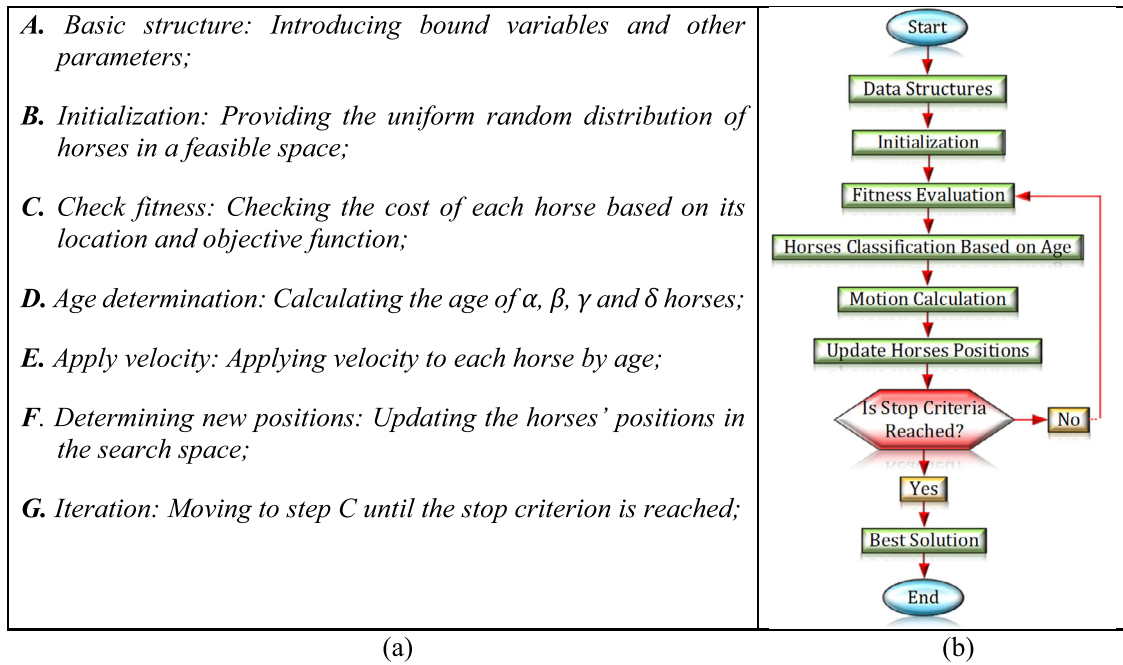 A. Basic structure: Introducing bound variables and other
parameters;
B. Initialization: Providing the uniform random distribution of
horses in a feasible space;
C. Check fitness: Checking the cost of each horse based on its
location and objective function;
D. Age determination: Calculating the age of α, β, γ and δ horses;
E. Apply velocity: Applying velocity to each horse by age;
F. Determining new positions: Updating the horses’ positions in
the search space;
G. Iteration: Moving to step C until the stop criterion is reached;
(a)
Start
Data Structures
Initialization
Fitness Evaluation
Horses Classification Based on Age
Motion Calculation
Update Horses Positions
Is Stop Criteria
Reached?
No
Yes
Best Solution
End
(b)